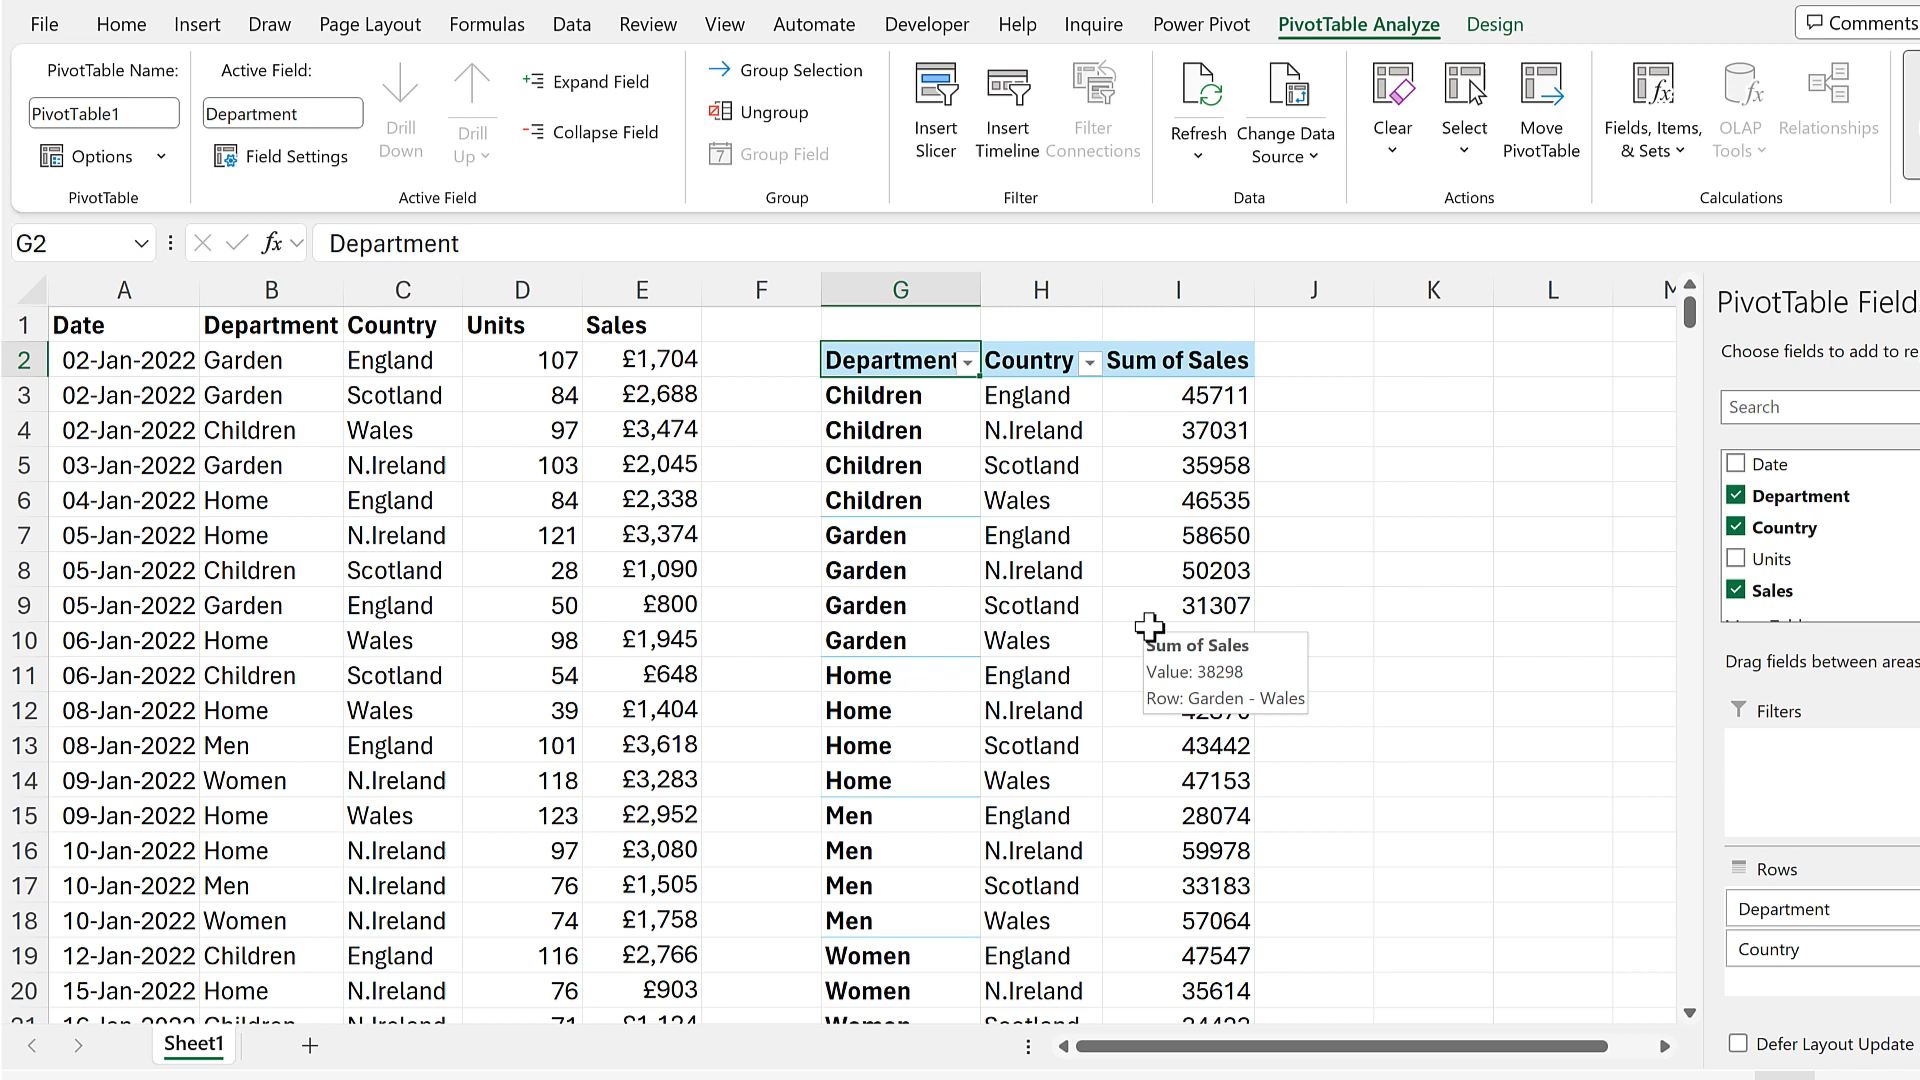 File Home Insert Draw Page Layout Formulas Data Review View Automate Developer Help Inquire Power Pivot PivotTable Analyze Design Comments
PivotTable Name:
PivotTable1
Options
PivotTable
Active Field:
Department
Field Settings
Drill Down
Drill Up
Expand Field
Collapse Field
Active Field
Group Selection
Ungroup
Group Field
Group
Insert Slicer
Insert Timeline
Filter Connections
Filter
Refresh
Change Data Source
Data
Clear
Select
Move PivotTable
Actions
Fields, Items, & Sets
OLAP Tools
Relationships
Calculations
G2 fx Department
A B C D E F G H I J K L M
1 Date Department Country Units Sales
2 02-Jan-2022 Garden England 107 £1,704 Department Country Sum of Sales
3 02-Jan-2022 Garden Scotland 84 £2,688 Children England 45711
4 02-Jan-2022 Children Wales 97 £3,474 Children N.Ireland 37031
5 03-Jan-2022 Garden N.Ireland 103 £2,045 Children Scotland 35958
6 04-Jan-2022 Home England 84 £2,338 Children Wales 46535
7 05-Jan-2022 Home N.Ireland 121 £3,374 Garden England 58650
8 05-Jan-2022 Children Scotland 28 £1,090 Garden N.Ireland 50203
9 05-Jan-2022 Garden England 50 £800 Garden Scotland 31307
10 06-Jan-2022 Home Wales 98 £1,945 Garden Wales
11 06-Jan-2022 Children Scotland 54 £648 Home England
12 08-Jan-2022 Home Wales 39 £1,404 Home N.Ireland
13 08-Jan-2022 Men England 101 £3,618 Home Scotland 43442
14 09-Jan-2022 Women N.Ireland 118 £3,283 Home Wales 47153
15 09-Jan-2022 Home Wales 123 £2,952 Men England 28074
16 10-Jan-2022 Home N.Ireland 97 £3,080 Men N.Ireland 59978
17 10-Jan-2022 Men N.Ireland 76 £1,505 Men Scotland 33183
18 10-Jan-2022 Women N.Ireland 74 £1,758 Men Wales 57064
19 12-Jan-2022 Children England 116 £2,766 Women England 47547
20 15-Jan-2022 Home N.Ireland 76 £903 Women N.Ireland 35614
Sum of Sales
Value: 38298
Row: Garden - Wales
PivotTable Field
Choose fields to add to re
Search
Date
Department
Country
Units
Sales
Drag fields between areas
Filters
Rows
Department
Country
Defer Layout Update
Sheet1